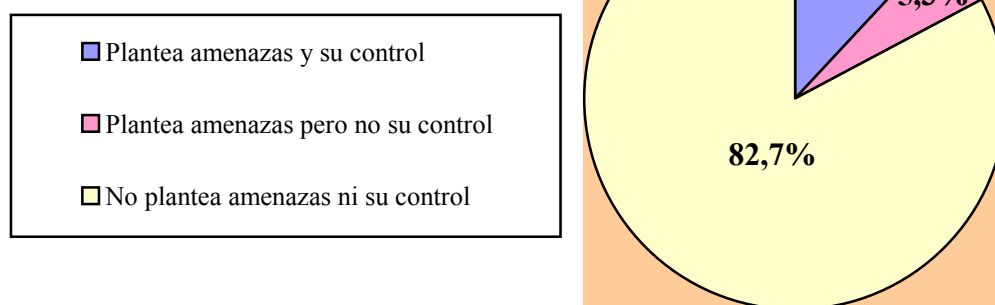 Plantea amenazas y su control
Plantea amenazas pero no su control
No plantea amenazas ni su control
82,7%